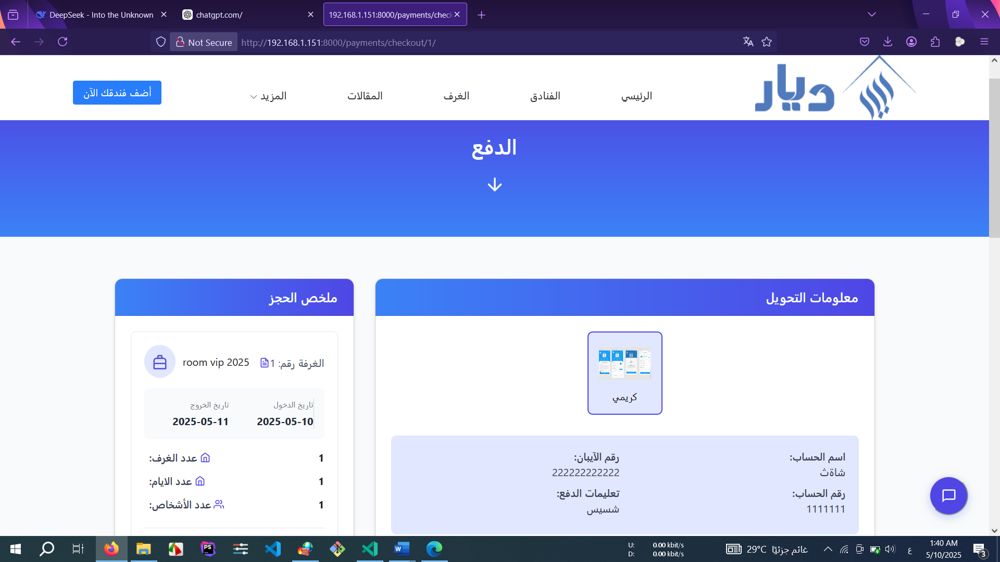 DeepSeek - Into the Unknown
chatgpt.com/
192.168.1.151:8000/payments/chec
Not Secure
http://192.168.1.151:8000/payments/checkout/1/
ديار
الرئيسي
الفنادق
الغرف
المقالات
المزيد
أضف فندقك الآن
الدفع
معلومات التحويل
كريمي
اسم الحساب:
شاةث
رقم الآيبان:
222222222222
رقم الحساب:
1111111
تعليمات الدفع:
شسيس
ملخص الحجز
room vip 2025
الغرفة رقم: 1
تاريخ الدخول
2025-05-10
تاريخ الخروج
2025-05-11
عدد الغرف:
1
عدد الايام:
1
عدد الأشخاص:
1
U: 0.00 kbit/s
D: 0.00 kbit/s
29°C غائم جزئيًا
ع
1:40 AM
5/10/2025
3